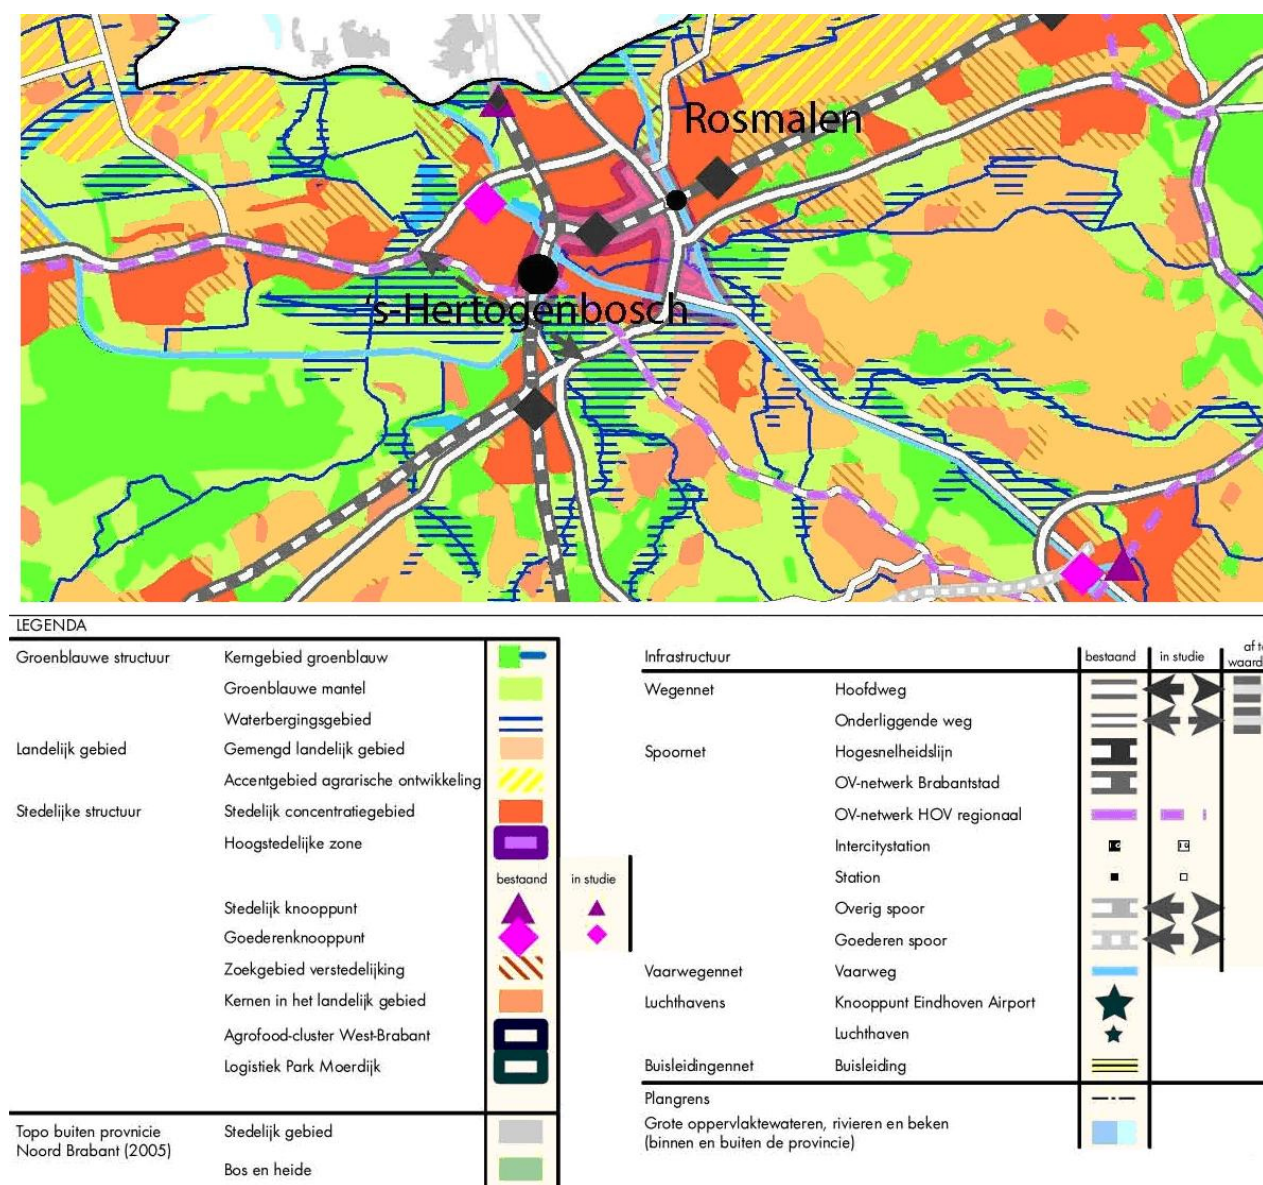 Rosmalen
's-Hertogenbosch
LEGENDA
Groenblauwe structuur Kerngebied groenblauw
Groenblauwe mantel
Waterbergingsgebied
Landelijk gebied Gemengd landelijk gebied
Accentgebied agrarische ontwikkeling
Stedelijke structuur Stedelijk concentratiegebied
Hoogstedelijke zone
bestaand in studie
Stedelijk knooppunt
Goederenknooppunt
Zoekgebied verstedelijking
Kernen in het landelijk gebied
Agrofood-cluster West-Brabant
Logistiek Park Moerdijk
Topo buiten provnicie Stedelijk gebied
Noord Brabant (2005)
Bos en heide
Infrastructuur bestaand in studie af t
waard
Wegennet Hoofdweg
Onderliggende weg
Spoornet Hogesnelheidslijn
OV-netwerk Brabantstad
OV-netwerk HOV regionaal
Intercitystation
Station
Overig spoor
Goederen spoor
Vaarwegennet Vaarweg
Luchthavens Knooppunt Eindhoven Airport
Luchthaven
Buisleidingennet Buisleiding
Plangrens
Grote oppervlaktewateren, rivieren en beken
(binnen en buiten de provincie)